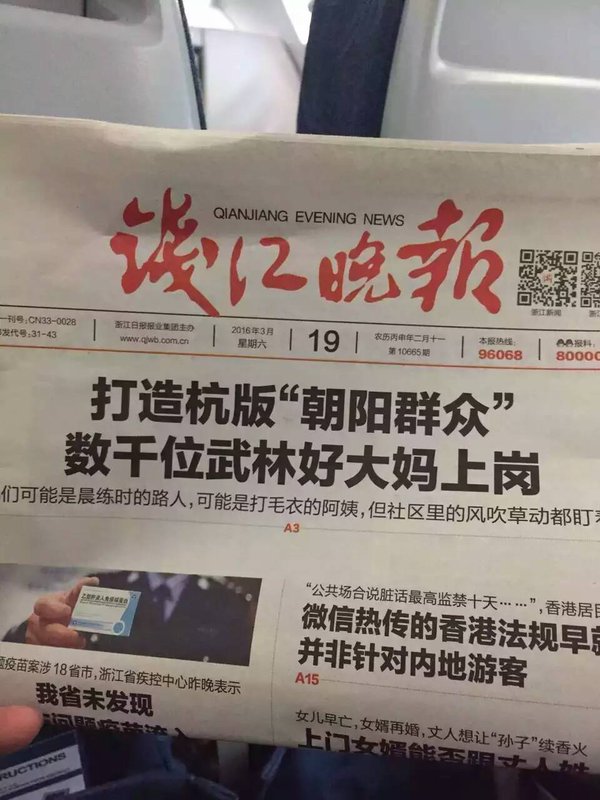 QIANJIANG EVENING NEWS
钱江晚报
浙江新闻
一刊号:CN33-0028
发代号:31-43
浙江日报报业集团主办
www.qjwb.com.cn
2016年3月
星期六
19
农历丙申年二月十一
第10665期
本报热线:
96068
报料:
80000
打造杭版“朝阳群众”
数千位武林好大妈上岗
们可能是晨练时的路人,可能是打毛衣的阿姨,但社区里的风吹草动都盯着
A3
“公共场合说脏话最高监禁十天……”,香港居民
微信热传的香港法规早就
并非针对内地游客
A15
疫苗案涉18省市,浙江省疾控中心昨晚表示
我省未发现
问题疫苗流入
女儿早亡,女婿再婚,丈人想让“孙子”续香火
上门女婿能否跟丈人姓
RUCTIONS